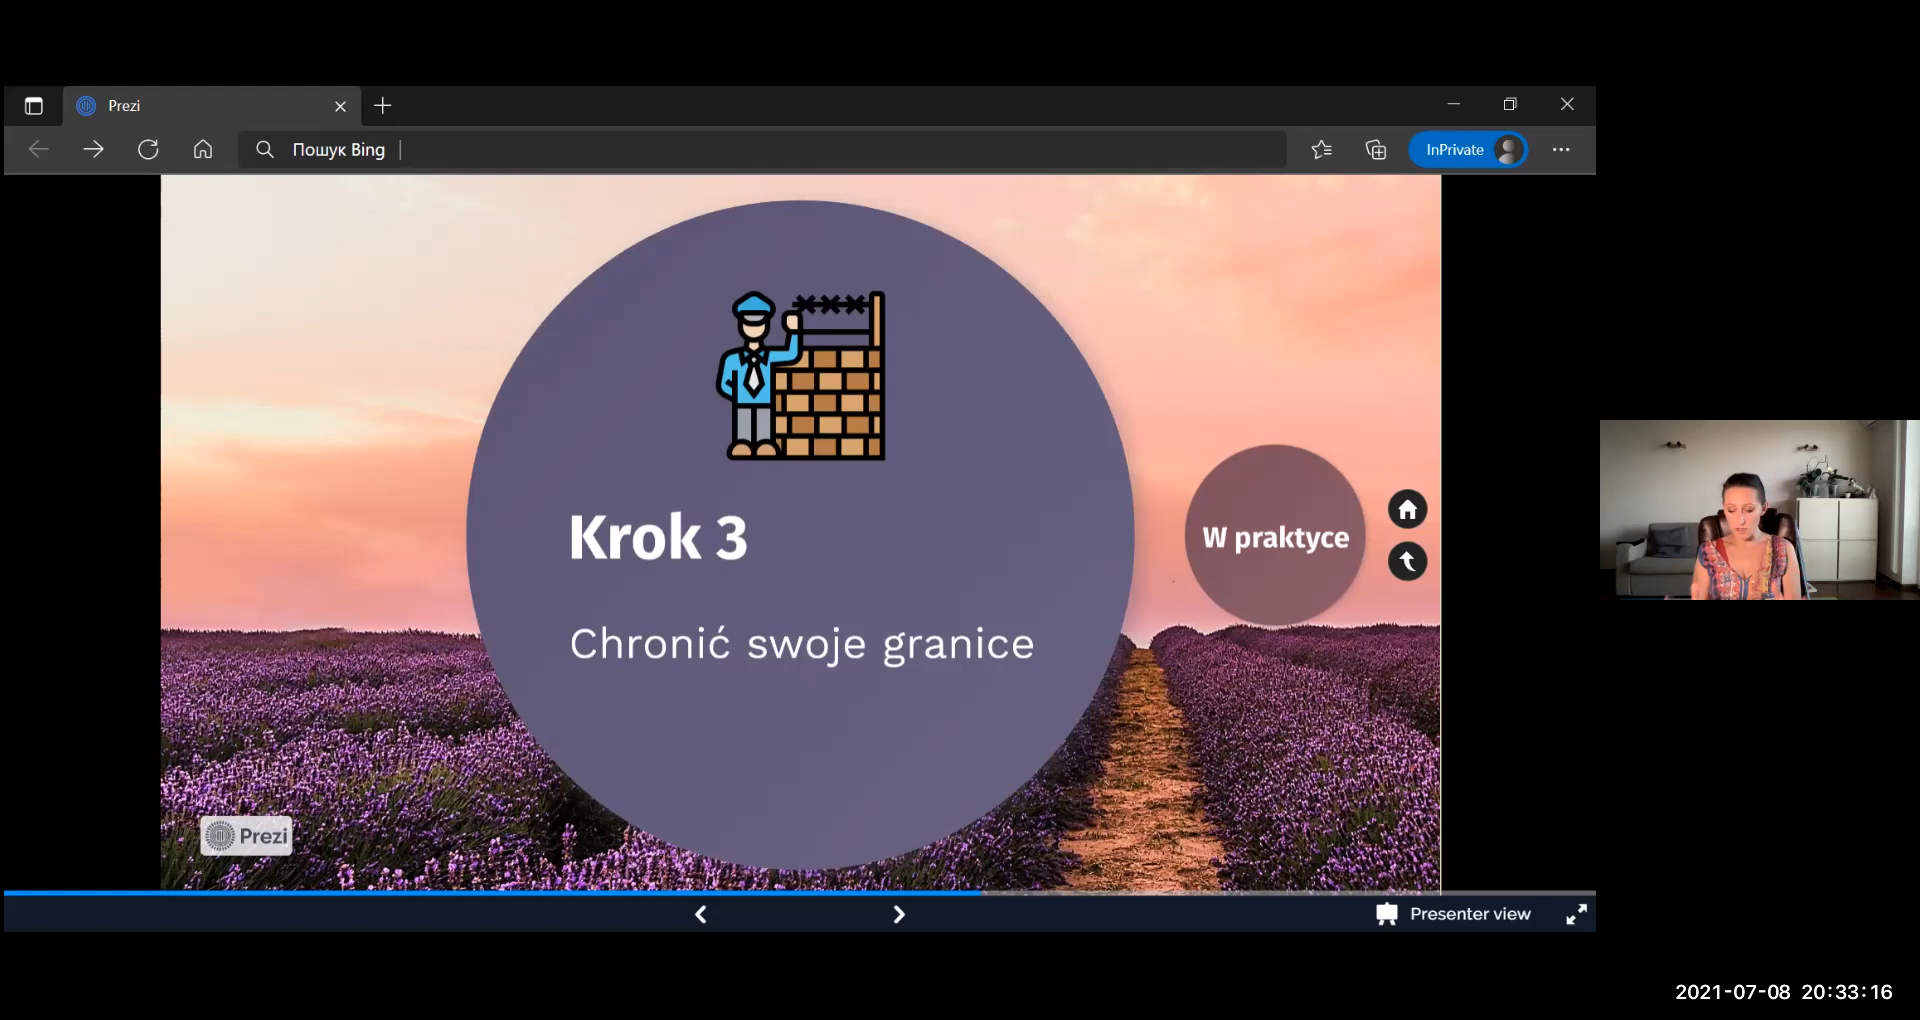 Prezi
Пошук Bing
InPrivate
Krok 3
Chronić swoje granice
W praktyce
Prezi
Presenter view
2021-07-08 20:33:16